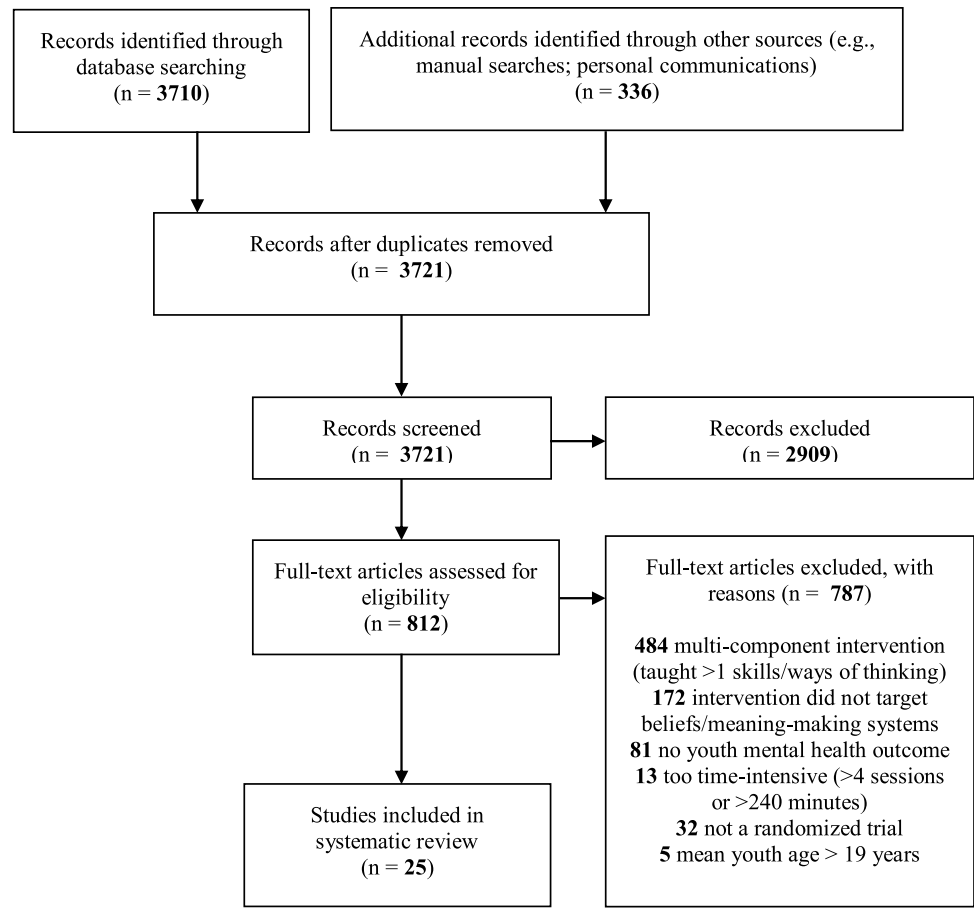 Records identified through
database searching
(n = 3710)
Additional records identified through other sources (e.g.,
manual searches; personal communications)
(n = 336)
Records after duplicates removed
(n = 3721)
Records screened
(n = 3721)
Records excluded
(n = 2909)
Full-text articles assessed for
eligibility
(n = 812)
Full-text articles excluded, with
reasons (n = 787)
484 multi-component intervention
(taught >1 skills/ways of thinking)
172 intervention did not target
beliefs/meaning-making systems
81 no youth mental health outcome
13 too time-intensive (>4 sessions
or >240 minutes)
32 not a randomized trial
5 mean youth age > 19 years
Studies included in
systematic review
(n = 25)